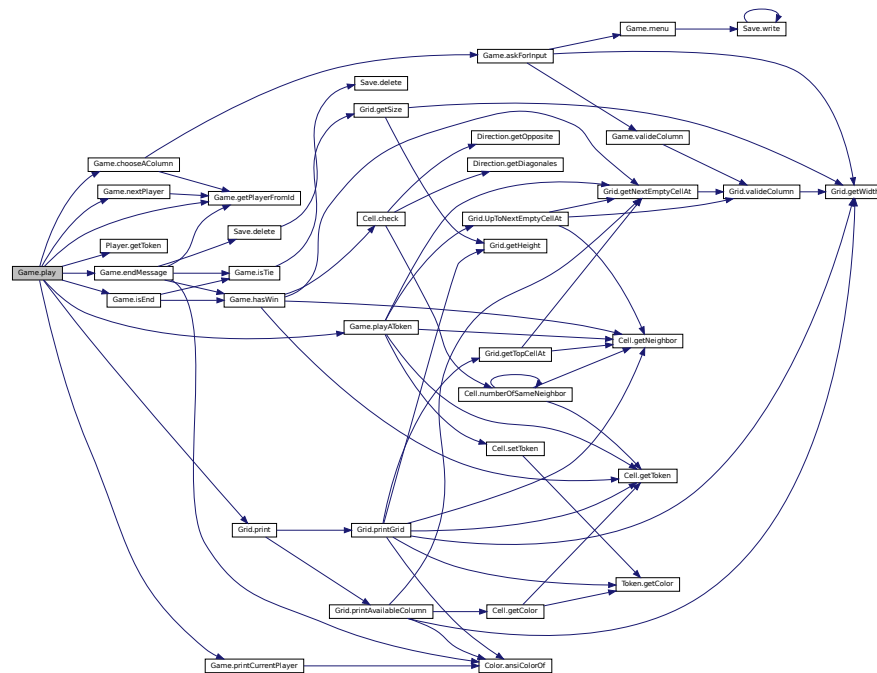 Game.menu
Save.write
Game.askForInput
Save.delete
Grid.getSize
Direction.getOpposite
Game.valideColumn
Game.chooseAColumn
Direction.getDiagonales
Game.nextPlayer
Game.getPlayerFromId
Grid.getNextEmptyCellAt
Grid.valideColumn
Grid.getWidth
Cell.check
Grid.UpToNextEmptyCellAt
Save.delete
Player.getToken
Grid.getHeight
Game.play
Game.endMessage
Game.isTie
Game.isEnd
Game.hasWin
Game.playAToken
Cell.getNeighbor
Grid.getTopCellAt
Cell.numberOfSameNeighbor
Cell.setToken
Cell.getToken
Grid.print
Grid.printGrid
Token.getColor
Grid.printAvailableColumn
Cell.getColor
Game.printCurrentPlayer
Color.ansiColorOf